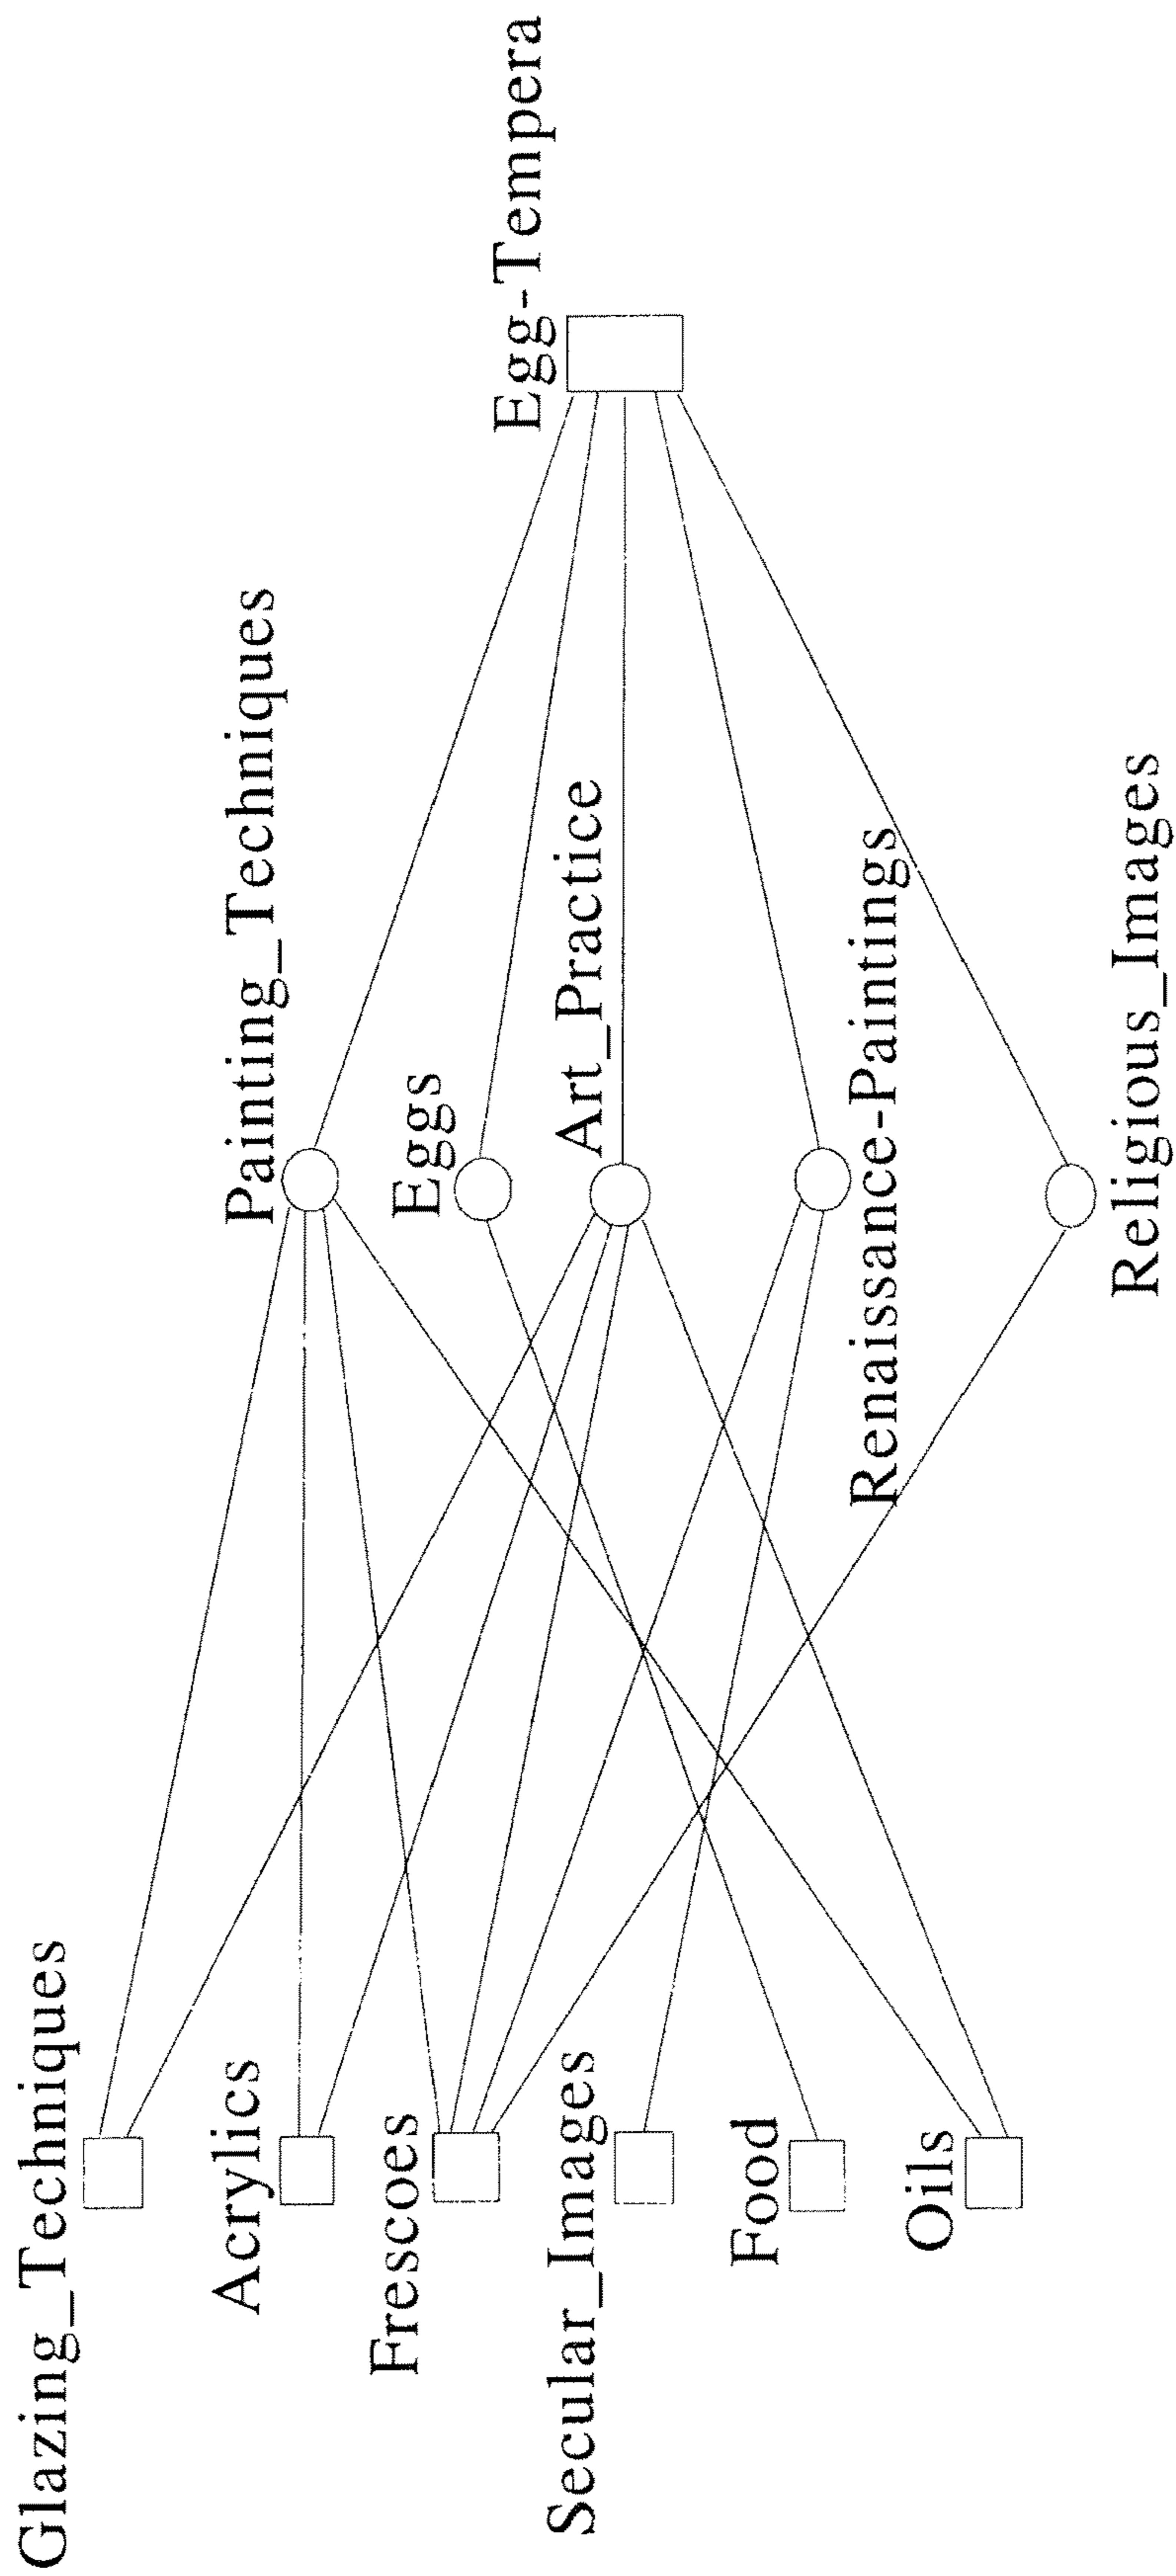 Glazing_Techniques
Acrylics
Frescoes
Secular_Images
Food
Oils
Painting_Techniques
Eggs
Art_Practice
Renaissance-Paintings
Religious_Images
Egg-Tempera